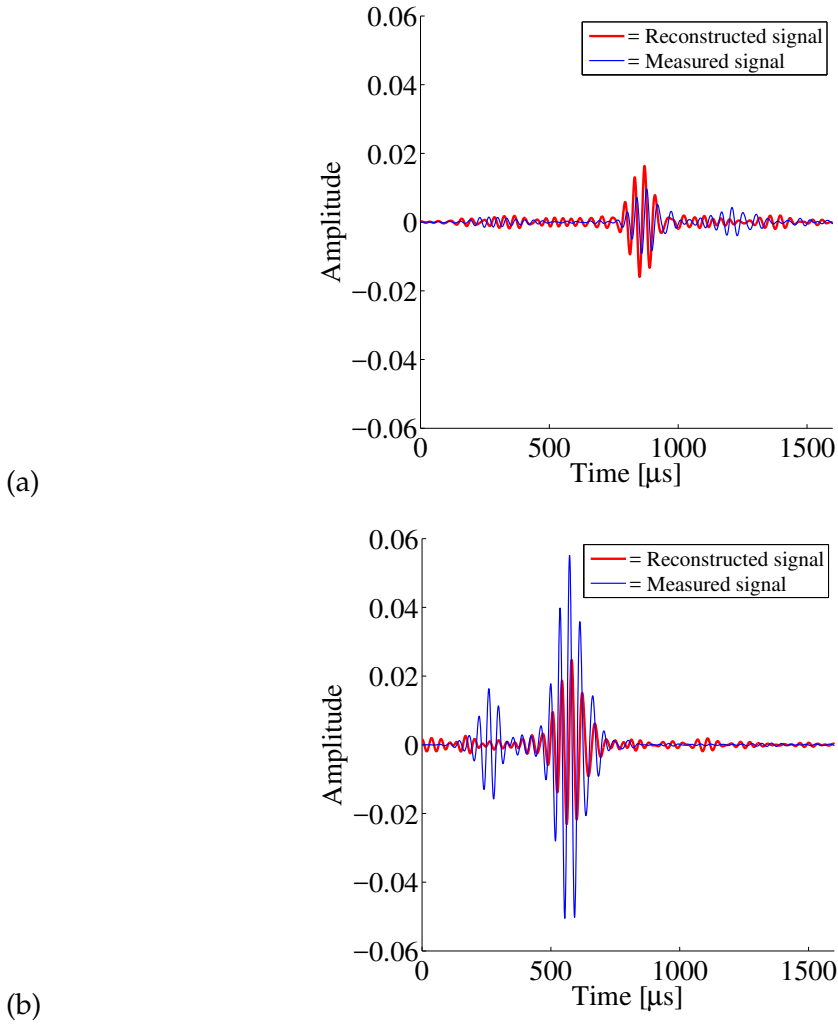 0.06
0.04
0.02
0
−0.02
−0.04
−0.06
Amplitude
= Reconstructed signal
= Measured signal
0 500 1000 1500
Time [μs]
(a)
0.06
0.04
0.02
0
−0.02
−0.04
−0.06
Amplitude
= Reconstructed signal
= Measured signal
0 500 1000 1500
Time [μs]
(b)